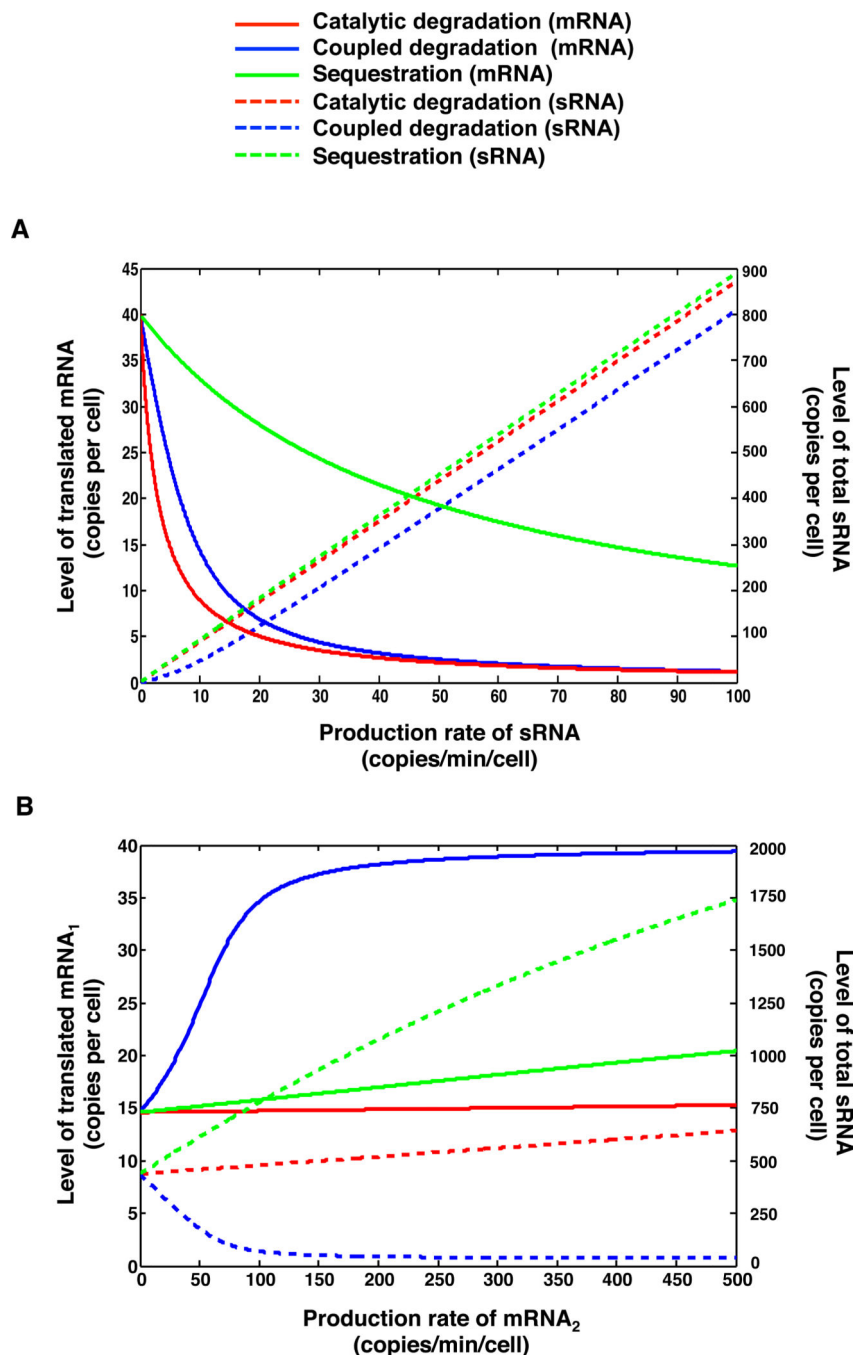 Catalytic degradation (mRNA)
Coupled degradation (mRNA)
Sequestration (mRNA)
Catalytic degradation (sRNA)
Coupled degradation (sRNA)
Sequestration (sRNA)
A
Level of translated mRNA
(copies per cell)
45
40
35
30
25
20
15
10
5
0
900
800
700
600
500
400
300
200
100
Level of total sRNA
(copies per cell)
0 10 20 30 40 50 60 70 80 90 100
Production rate of sRNA
(copies/min/cell)
B
Level of translated mRNA₁
(copies per cell)
40
35
30
25
20
15
10
5
0
2000
1750
1500
1250
1000
750
500
250
0
Level of total sRNA
(copies per cell)
0 50 100 150 200 250 300 350 400 450 500
Production rate of mRNA₂
(copies/min/cell)